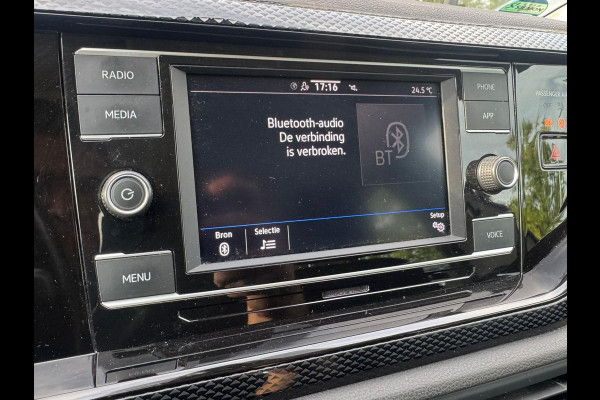 RADIO
MEDIA
MENU
17:16
24.5 °C
Bluetooth-audio
De verbinding
is verbroken.
BT
Bron
Selectie
Setup
PHONE
APP
VOICE
PASSENGER